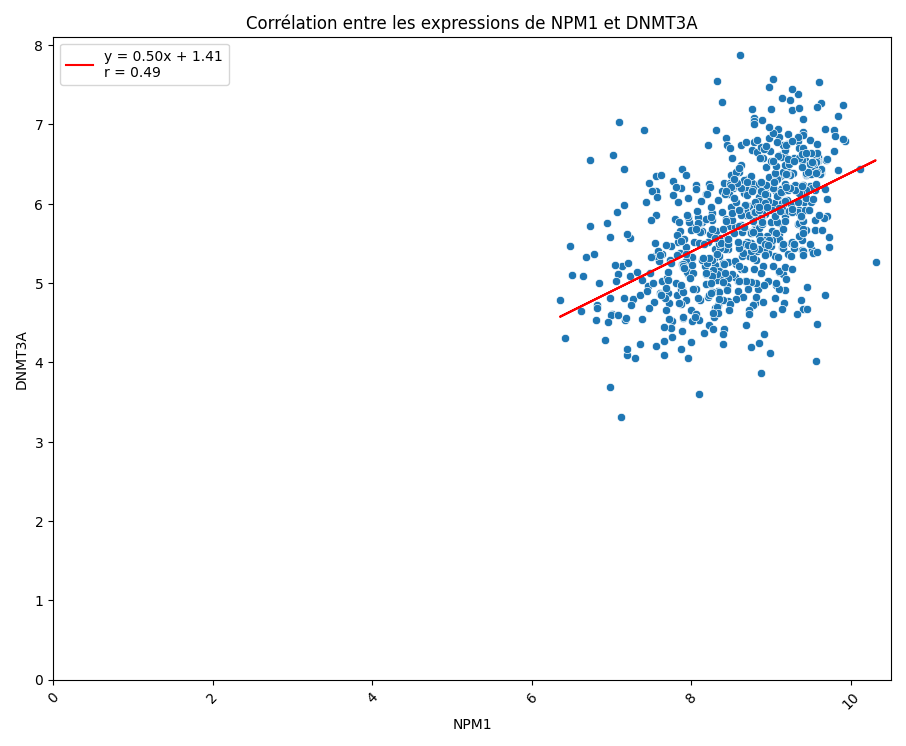 Corrélation entre les expressions de NPM1 et DNMT3A
y = 0.50x + 1.41
r = 0.49
8
7
6
5
4
3
2
1
0
DNMT3A
0 2 4 6 8 10
NPM1